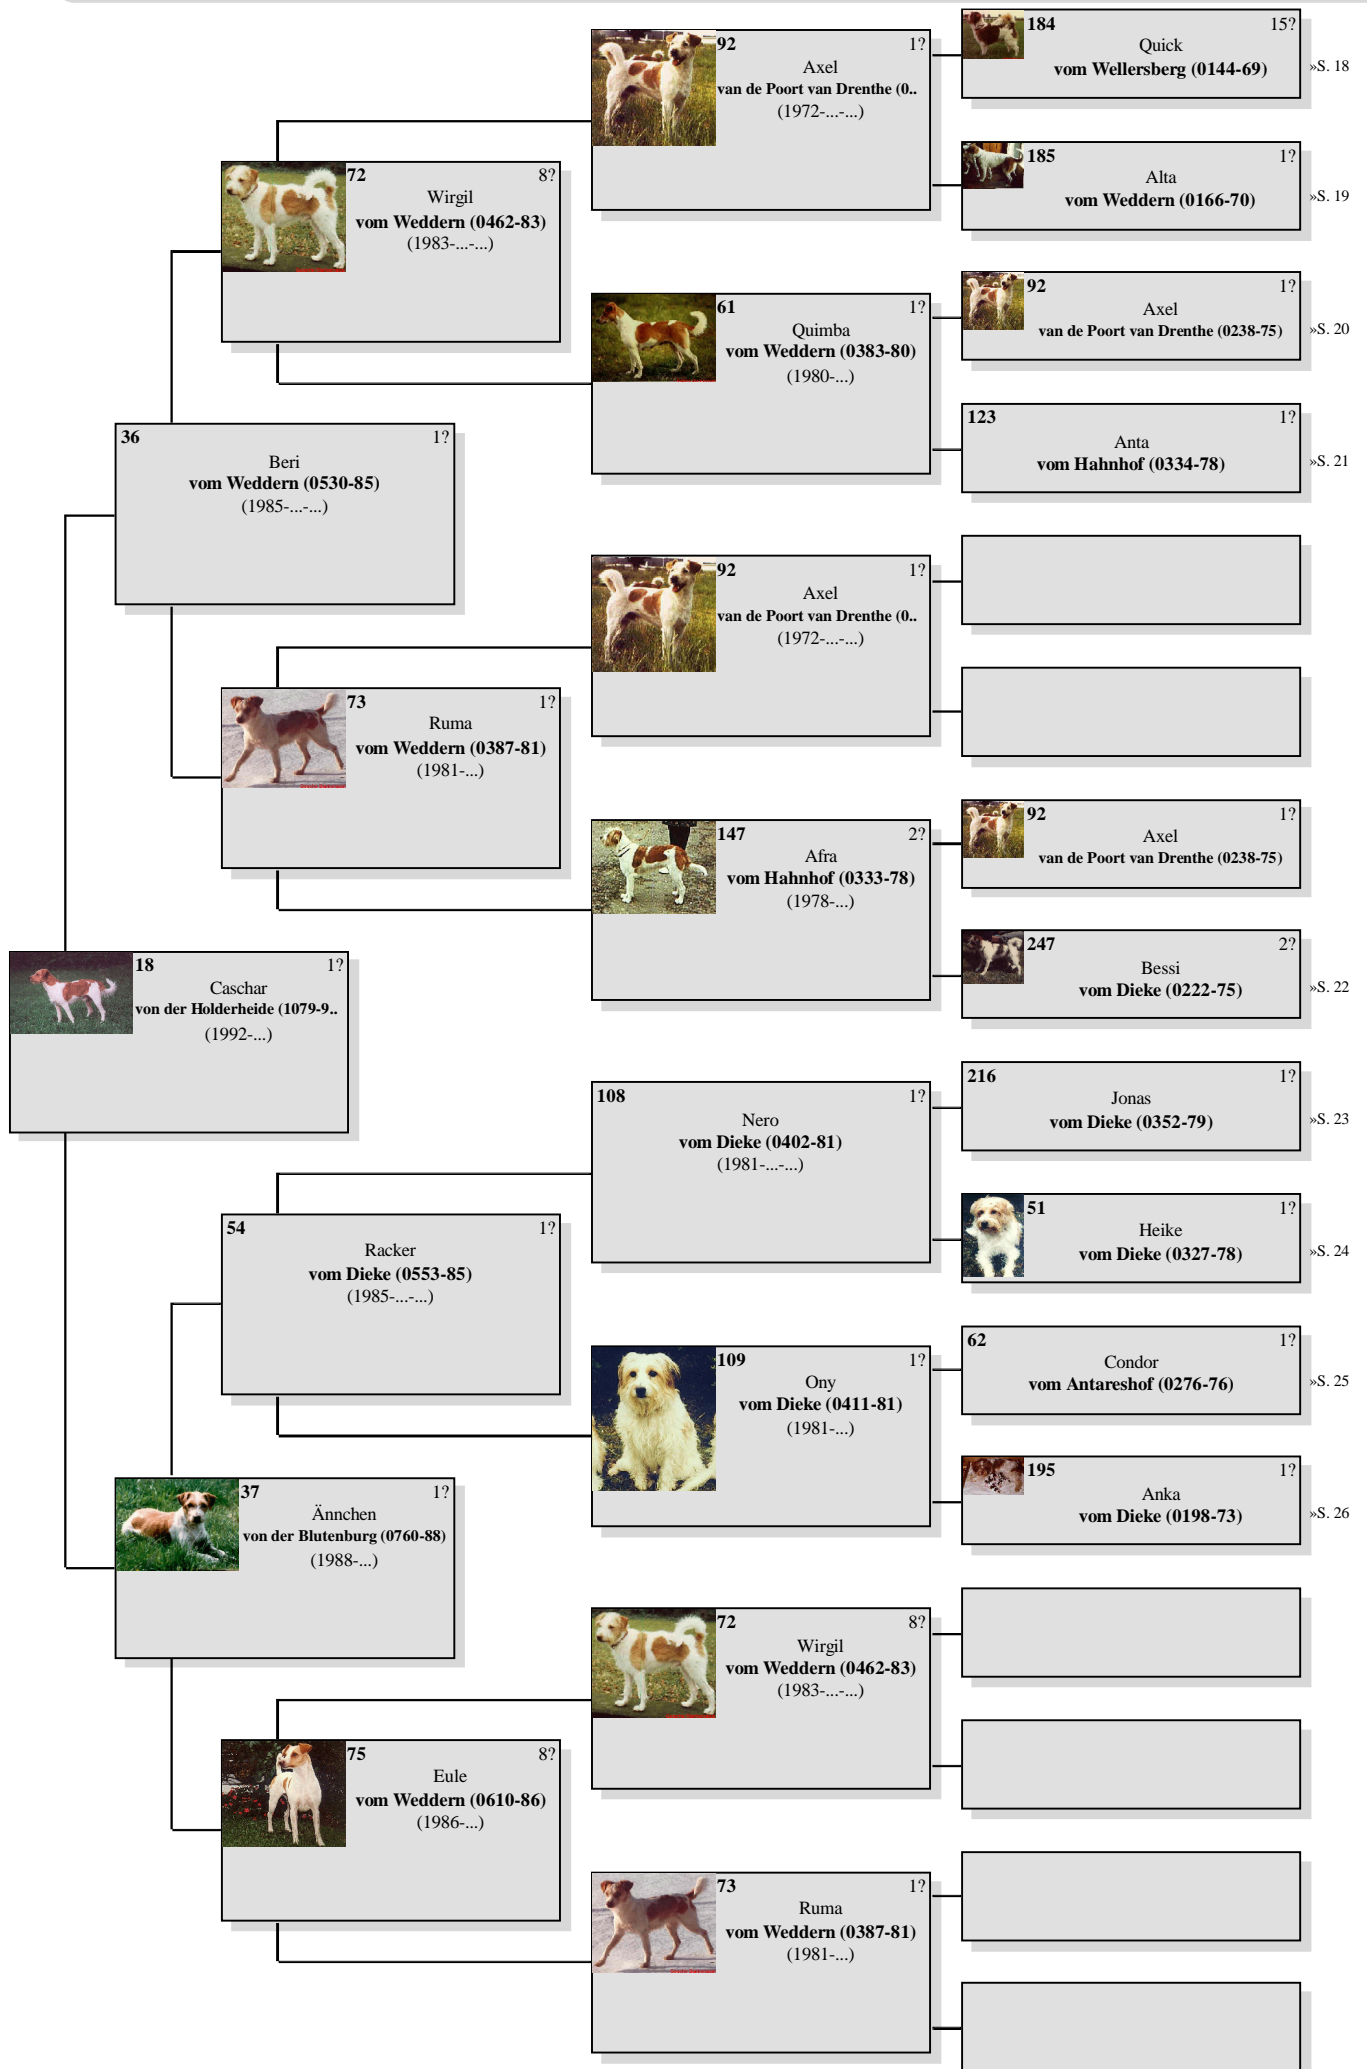 92 1?
Axel
van de Poort van Drenthe (0..
(1972-...-...)
184 15?
Quick
vom Wellersberg (0144-69)
»S. 18
185 1?
Alta
vom Weddern (0166-70)
»S. 19
72 8?
Wirgil
vom Weddern (0462-83)
(1983-...-...)
61 1?
Quimba
vom Weddern (0383-80)
(1980-...)
92 1?
Axel
van de Poort van Drenthe (0238-75)
»S. 20
123 1?
Anta
vom Hahnhof (0334-78)
»S. 21
36 1?
Beri
vom Weddern (0530-85)
(1985-...-...)
92 1?
Axel
van de Poort van Drenthe (0..
(1972-...-...)
73 1?
Ruma
vom Weddern (0387-81)
(1981-...)
147 2?
Afra
vom Hahnhof (0333-78)
(1978-...)
92 1?
Axel
van de Poort van Drenthe (0238-75)
247 2?
Bessi
vom Dieke (0222-75)
»S. 22
18 1?
Caschar
von der Holderheide (1079-9..
(1992-...)
108 1?
Nero
vom Dieke (0402-81)
(1981-...-...)
216 1?
Jonas
vom Dieke (0352-79)
»S. 23
51 1?
Heike
vom Dieke (0327-78)
»S. 24
54 1?
Racker
vom Dieke (0553-85)
(1985-...-...)
109 1?
Ony
vom Dieke (0411-81)
(1981-...)
62 1?
Condor
vom Antareshof (0276-76)
»S. 25
195 1?
Anka
vom Dieke (0198-73)
»S. 26
37 1?
Ännchen
von der Blutenburg (0760-88)
(1988-...)
72 8?
Wirgil
vom Weddern (0462-83)
(1983-...-...)
75 8?
Eule
vom Weddern (0610-86)
(1986-...)
73 1?
Ruma
vom Weddern (0387-81)
(1981-...)